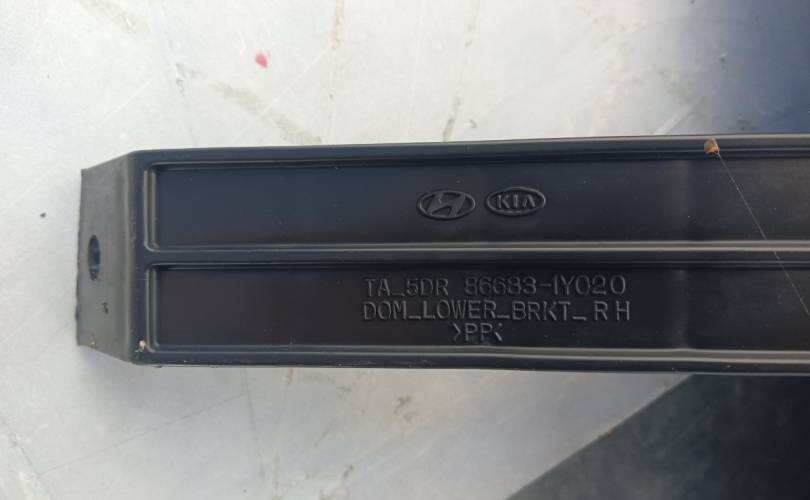 KIA
TA_5DR 86683-1Y020
DOM_LOWER_BRKT_RH
>PP<